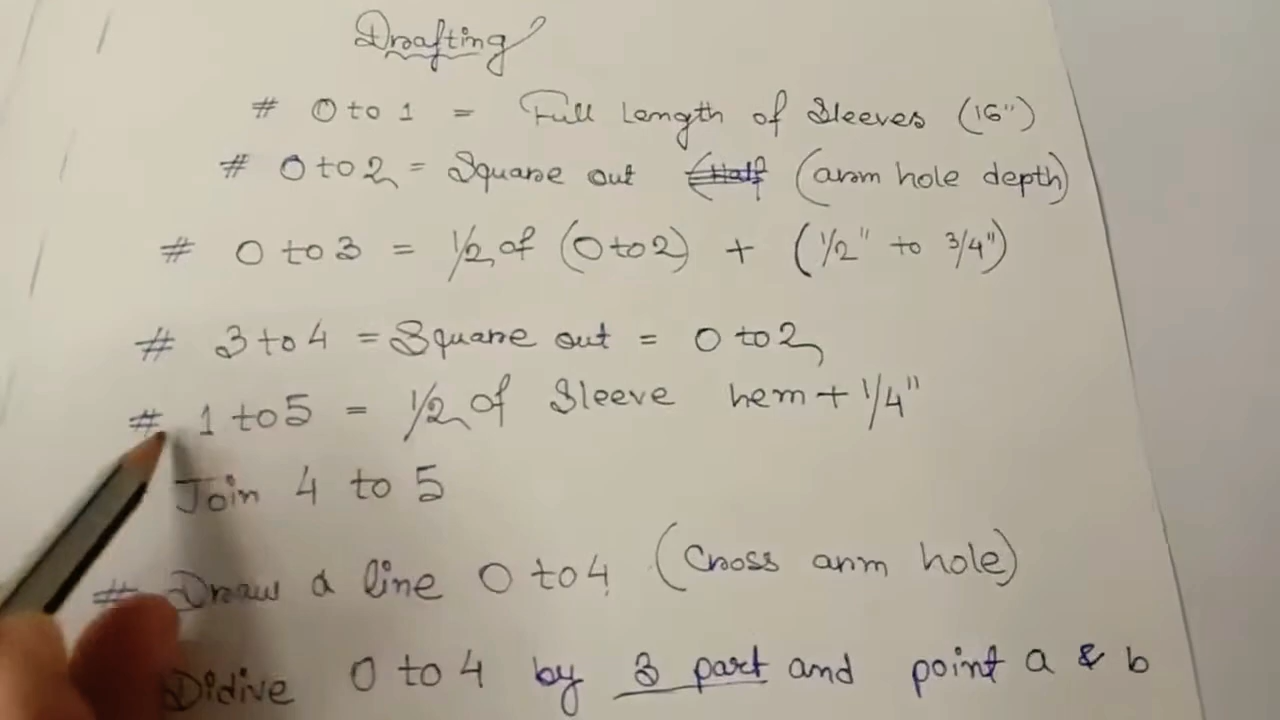 Drafting
# 0 to 1 = Full Length of Sleeves (16")
# 0 to 2 = Square out (Half) (arm hole depth)
# 0 to 3 = 1/2 of (0 to 2) + (1/2" to 3/4")
# 3 to 4 = Square out = 0 to 2
# 1 to 5 = 1/2 of Sleeve hem + 1/4"
Join 4 to 5
# Draw a line 0 to 4 (Cross arm hole)
Didive 0 to 4 by 3 part and point a & b